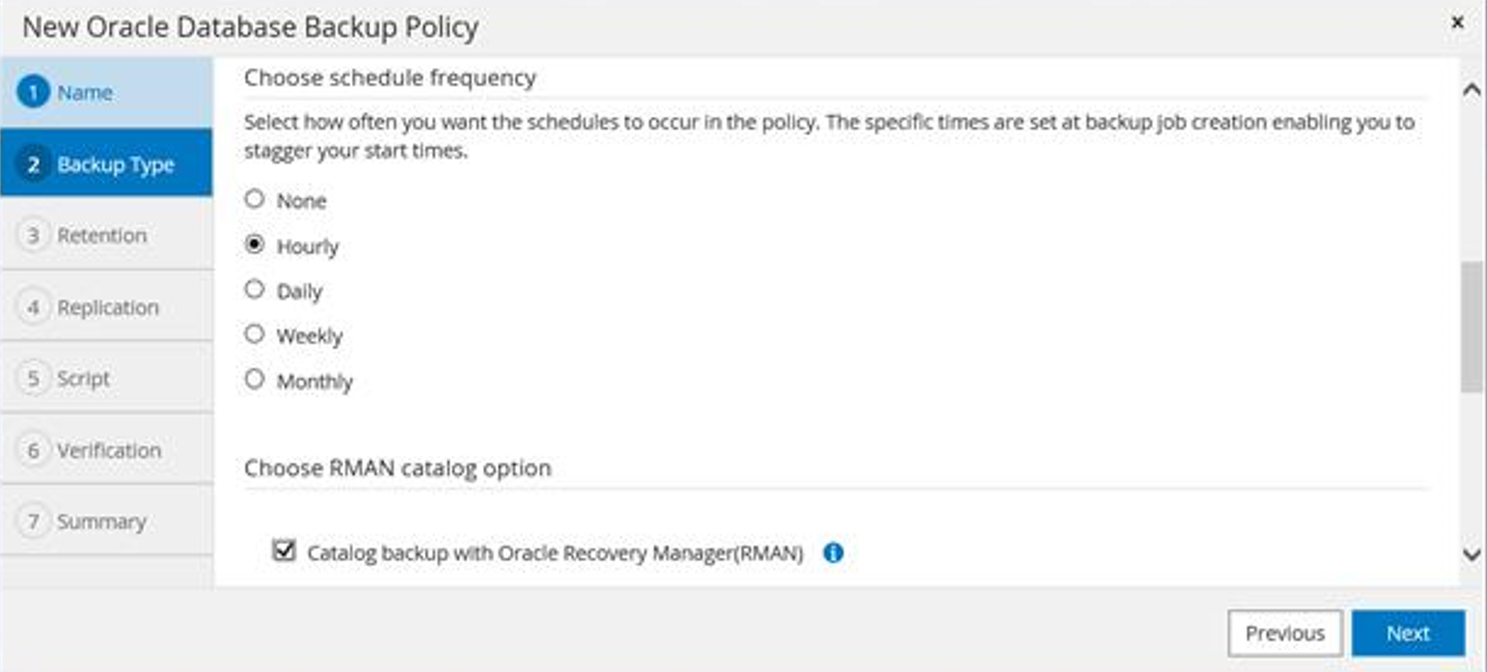 New Oracle Database Backup Policy
x
1 Name
2 Backup Type
3 Retention
4 Replication
5 Script
6 Verification
7 Summary
Choose schedule frequency
Select how often you want the schedules to occur in the policy. The specific times are set at backup job creation enabling you to
stagger your start times.
None
Hourly
Daily
Weekly
Monthly
Choose RMAN catalog option
Catalog backup with Oracle Recovery Manager(RMAN)
i
Previous
Next